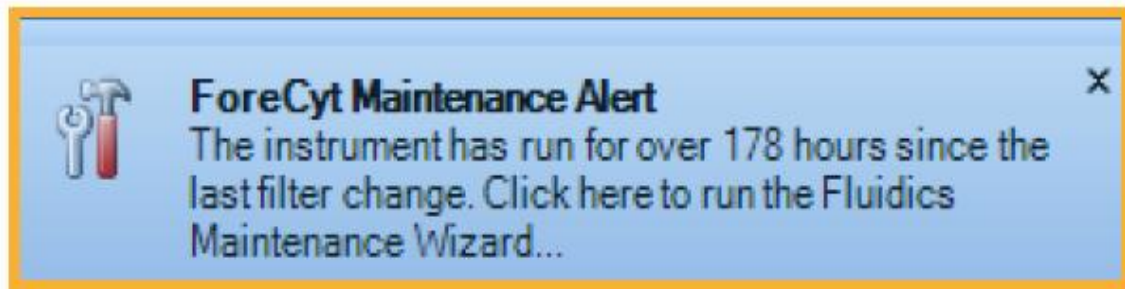 ForeCyt Maintenance Alert
The instrument has run for over 178 hours since the
last filter change. Click here to run the Fluidics
Maintenance Wizard...